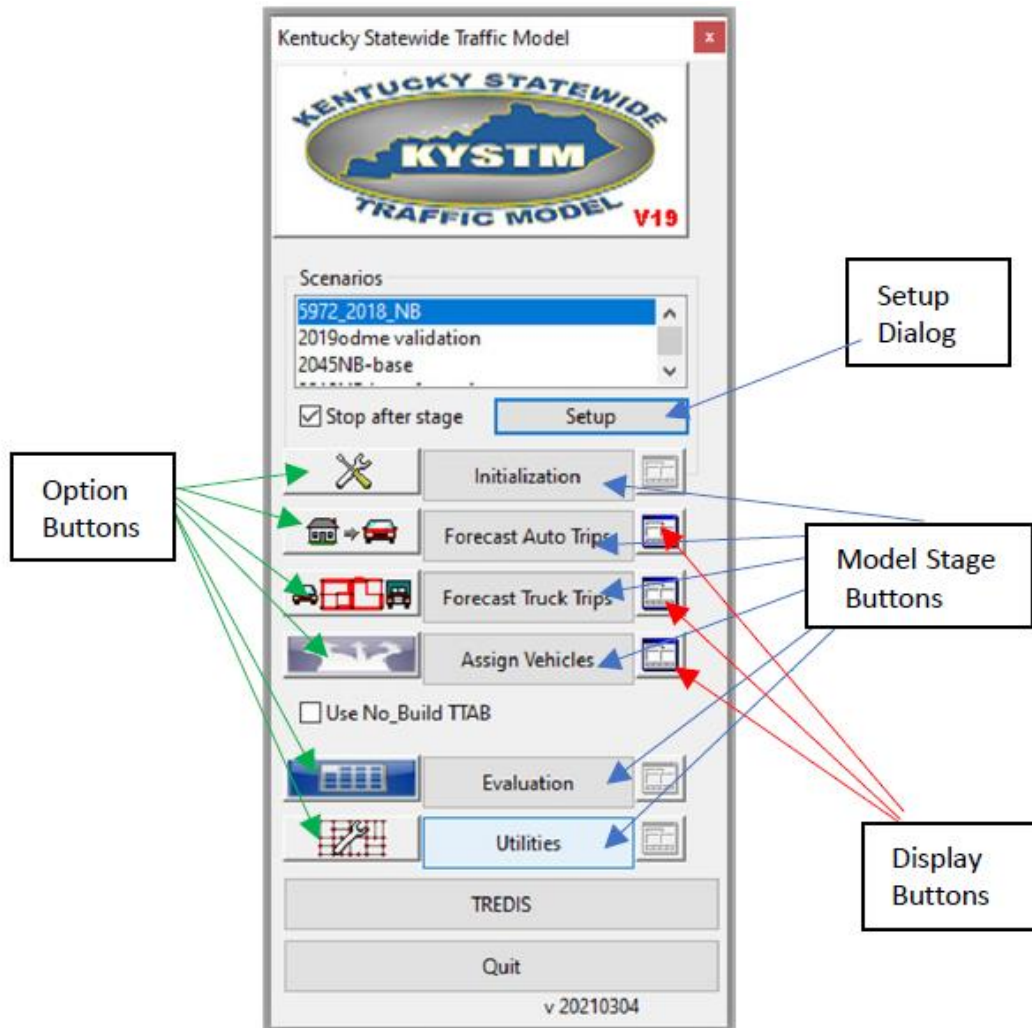 Kentucky Statewide Traffic Model
x
KENTUCKY STATEWIDE
KYSTM
TRAFFIC MODEL
V19
Scenarios
5972_2018_NB
2019odme validation
2045NB-base
Stop after stage
Setup
Initialization
Forecast Auto Trips
Forecast Truck Trips
Assign Vehicles
Use No_Build TTAB
Evaluation
Utilities
TREDIS
Quit
v 20210304
Setup
Dialog
Option
Buttons
Model Stage
Buttons
Display
Buttons